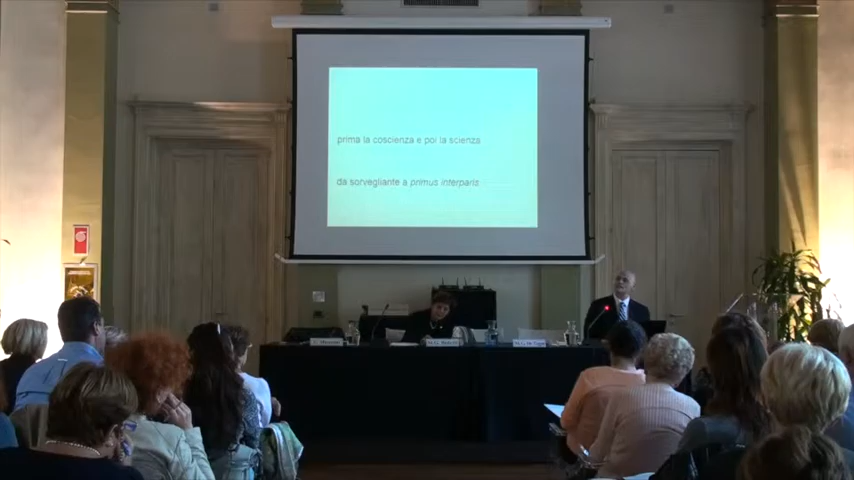 prima la coscienza e poi la scienza
da sorvegliante a primus interparis